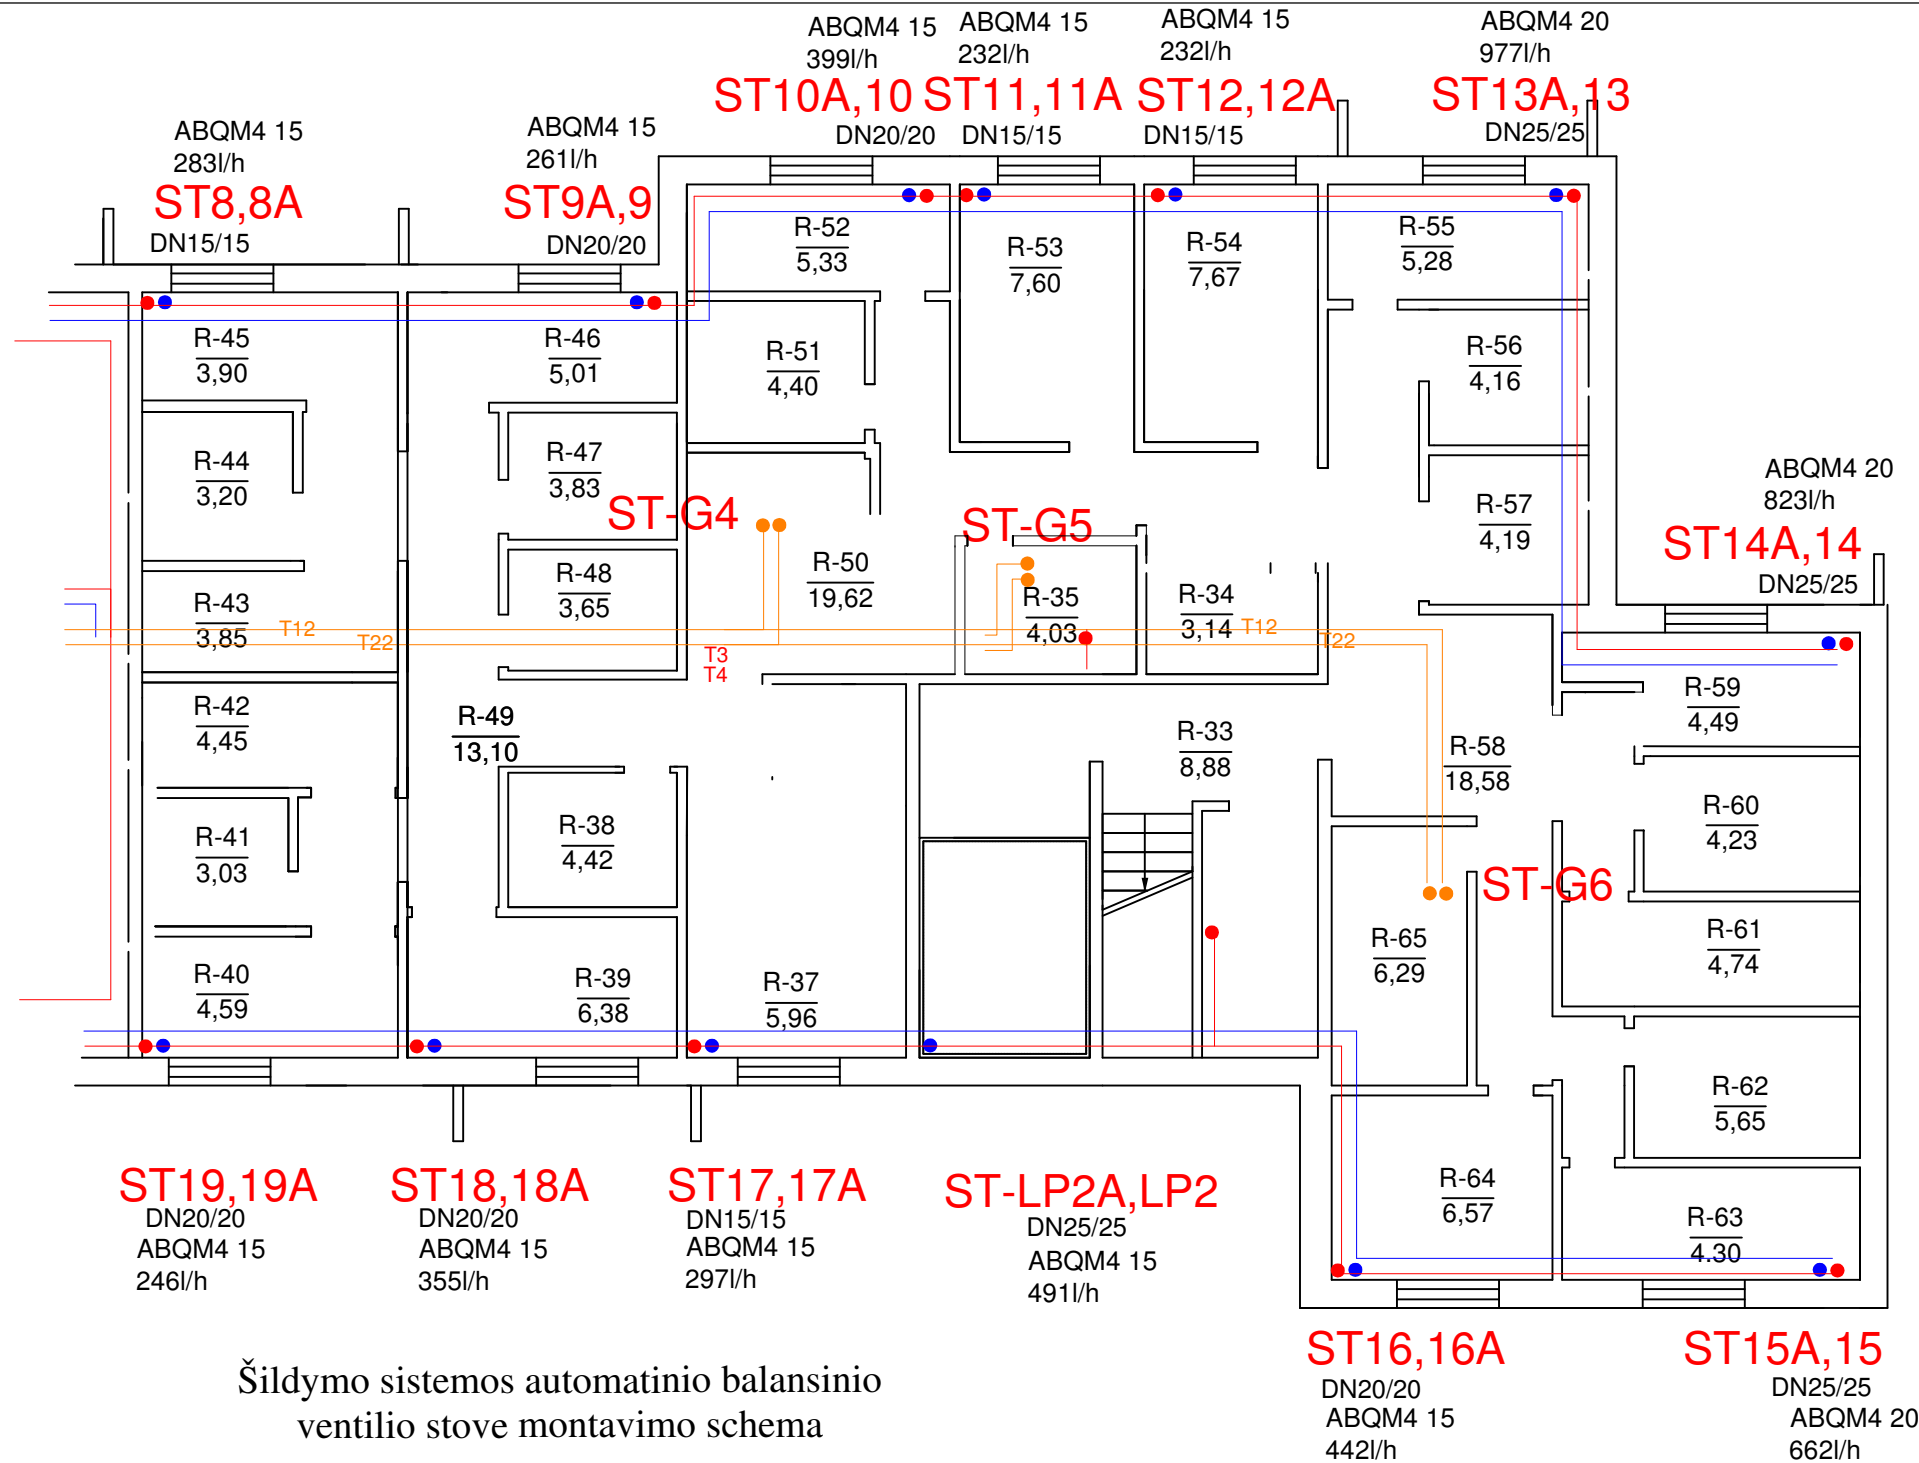 ABQM4 15
399l/h
ST10A,10
DN20/20
ABQM4 15
232l/h
ST11,11A
DN15/15
ABQM4 15
232l/h
ST12,12A
DN15/15
ABQM4 20
977l/h
ST13A,13
DN25/25
ABQM4 15
283l/h
ST8,8A
DN15/15
ABQM4 15
261l/h
ST9A,9
DN20/20
R-52
5,33
R-53
7,60
R-54
7,67
R-55
5,28
R-45
3,90
R-46
5,01
R-51
4,40
R-56
4,16
R-44
3,20
R-47
3,83
ST-G4
ST-G5
R-57
4,19
ABQM4 20
823l/h
ST14A,14
DN25/25
R-43
3,85
T12
T22
R-48
3,65
R-50
19,62
R-35
4,03
R-34
3,14
T12
T22
T3
T4
R-42
4,45
R-49
13,10
R-33
8,88
R-58
18,58
R-59
4,49
R-41
3,03
R-38
4,42
R-60
4,23
ST-G6
R-40
4,59
R-39
6,38
R-37
5,96
R-65
6,29
R-61
4,74
R-62
5,65
R-64
6,57
R-63
4.30
ST19,19A
DN20/20
ABQM4 15
246l/h
ST18,18A
DN20/20
ABQM4 15
355l/h
ST17,17A
DN15/15
ABQM4 15
297l/h
ST-LP2A,LP2
DN25/25
ABQM4 15
491l/h
ST16,16A
DN20/20
ABQM4 15
442l/h
ST15A,15
DN25/25
ABQM4 20
662l/h
Šildymo sistemos automatinio balansinio
ventilio stove montavimo schema